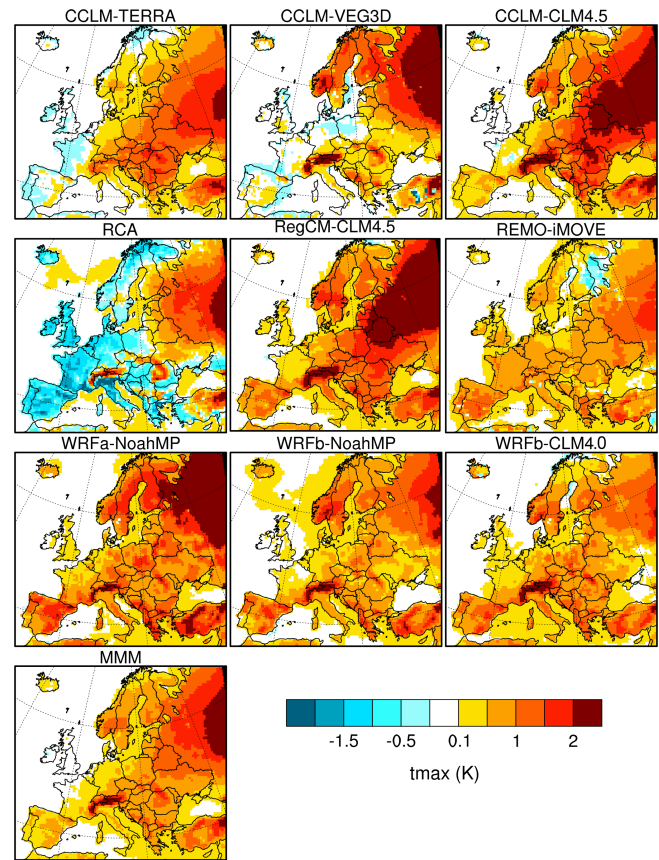 CCLM-TERRA CCLM-VEG3D CCLM-CLM4.5
RCA RegCM-CLM4.5 REMO-iMOVE
WRFa-NoahMP WRFb-NoahMP WRFb-CLM4.0
MMM
-1.5 -0.5 0.1 1 2
tmax (K)